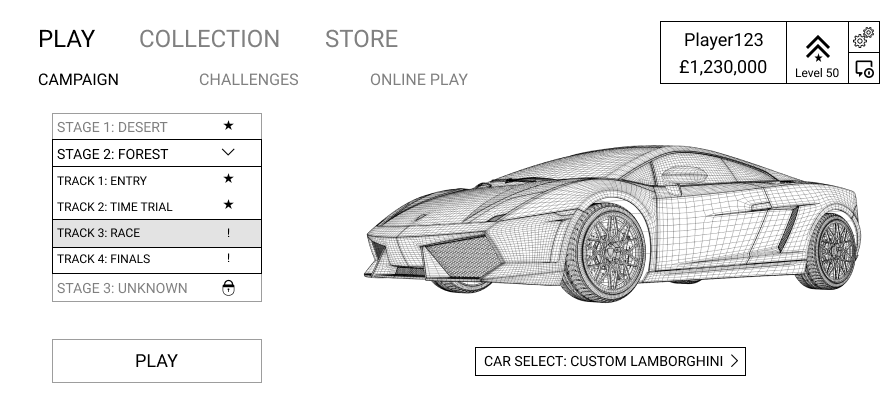 PLAY COLLECTION STORE
CAMPAIGN CHALLENGES ONLINE PLAY
Player123
£1,230,000
Level 50
STAGE 1: DESERT
STAGE 2: FOREST
TRACK 1: ENTRY
TRACK 2: TIME TRIAL
TRACK 3: RACE !
TRACK 4: FINALS !
STAGE 3: UNKNOWN
PLAY
CAR SELECT: CUSTOM LAMBORGHINI